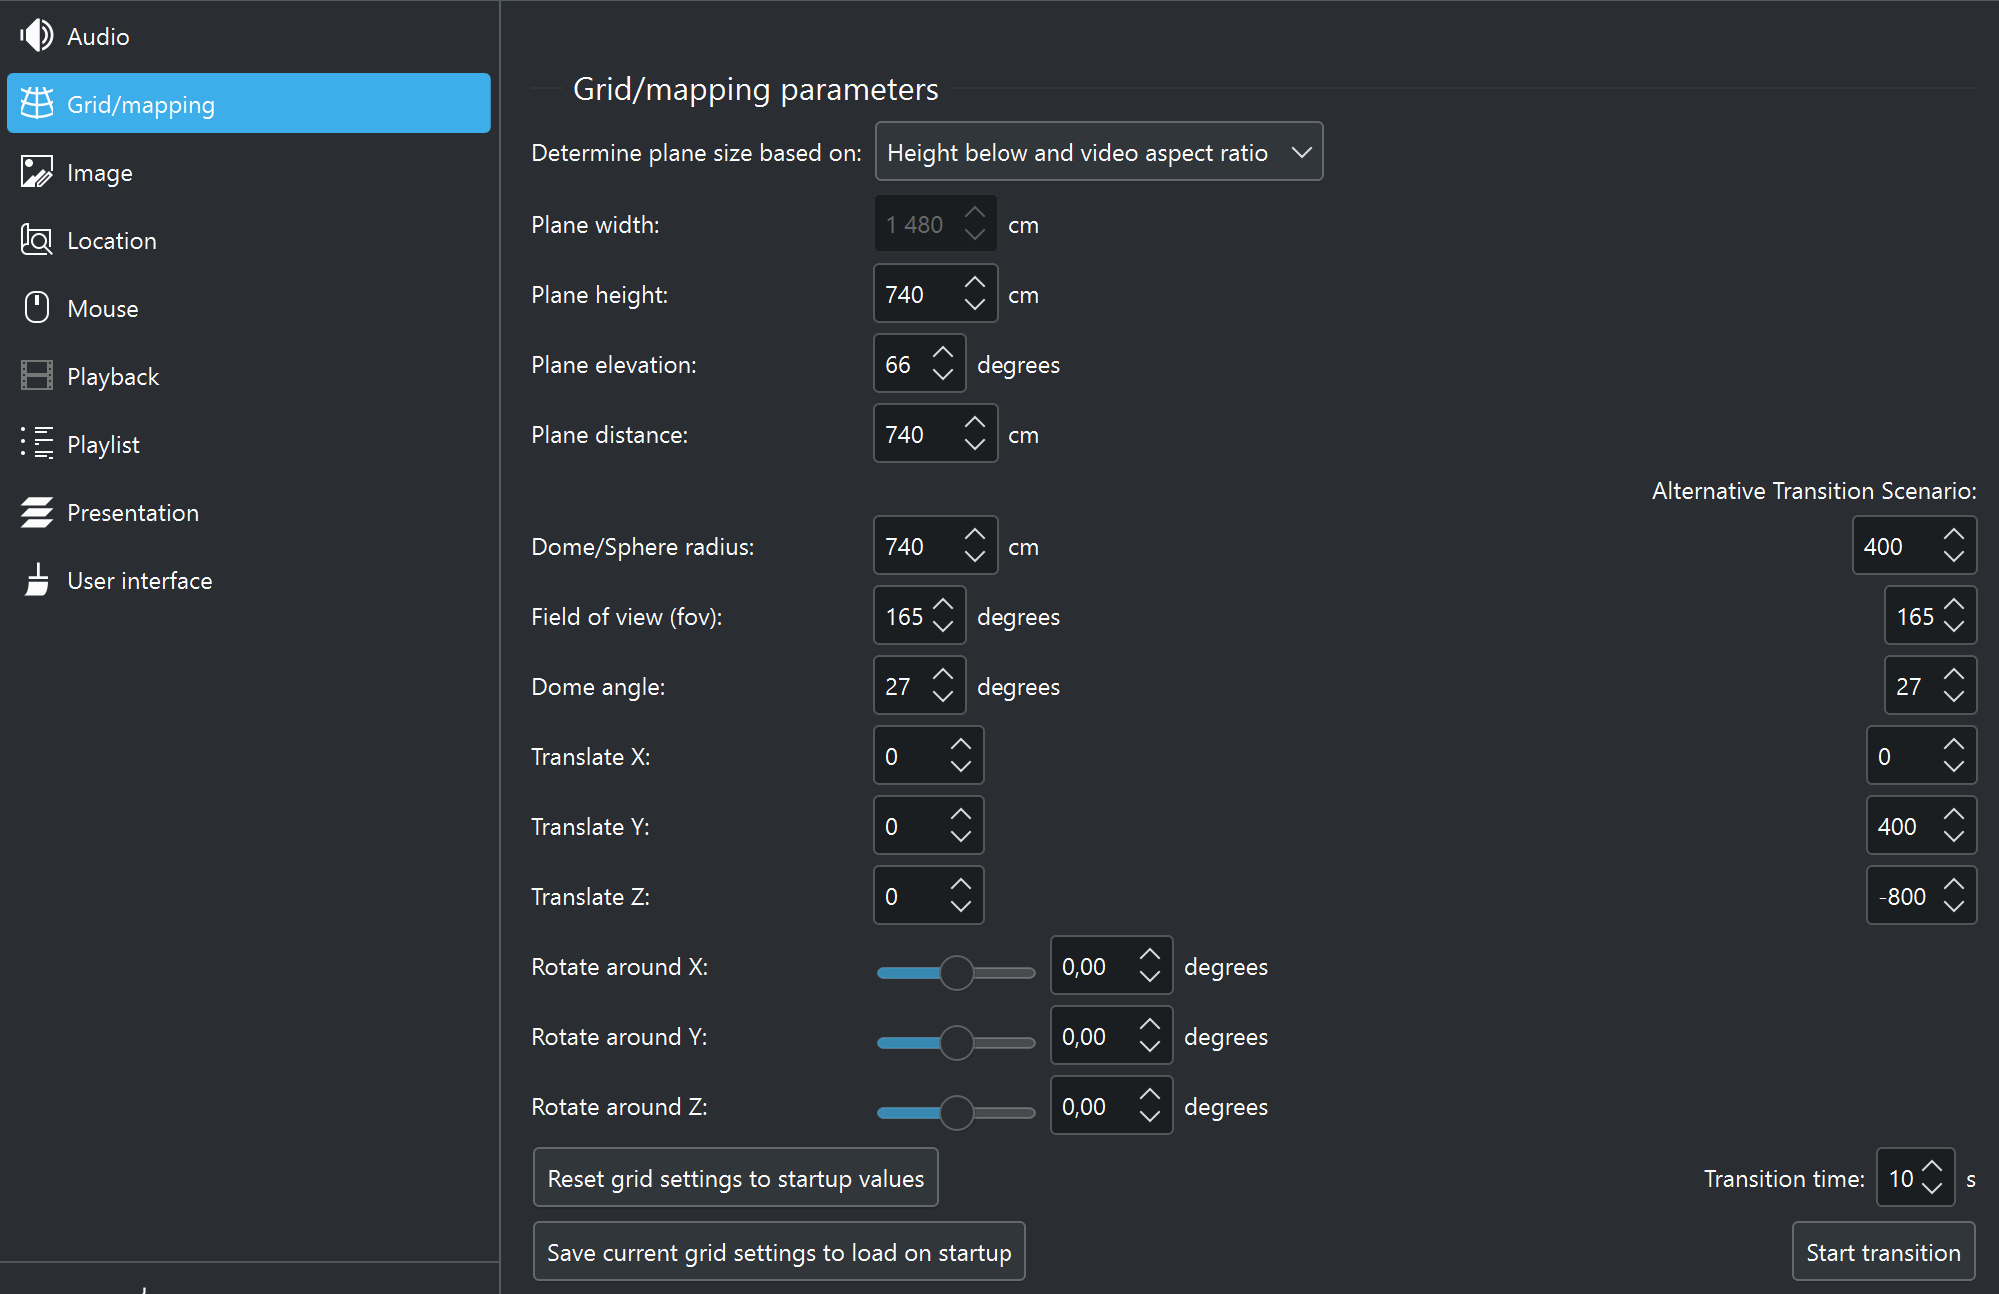 Audio
Grid/mapping
Image
Location
Mouse
Playback
Playlist
Presentation
User interface
Grid/mapping parameters
Determine plane size based on: Height below and video aspect ratio
Plane width: 1 480 cm
Plane height: 740 cm
Plane elevation: 66 degrees
Plane distance: 740 cm
Alternative Transition Scenario:
Dome/Sphere radius: 740 cm 400
Field of view (fov): 165 degrees 165
Dome angle: 27 degrees 27
Translate X: 0 0
Translate Y: 0 400
Translate Z: 0 -800
Rotate around X: 0,00 degrees
Rotate around Y: 0,00 degrees
Rotate around Z: 0,00 degrees
Reset grid settings to startup values Transition time: 10 s
Save current grid settings to load on startup Start transition